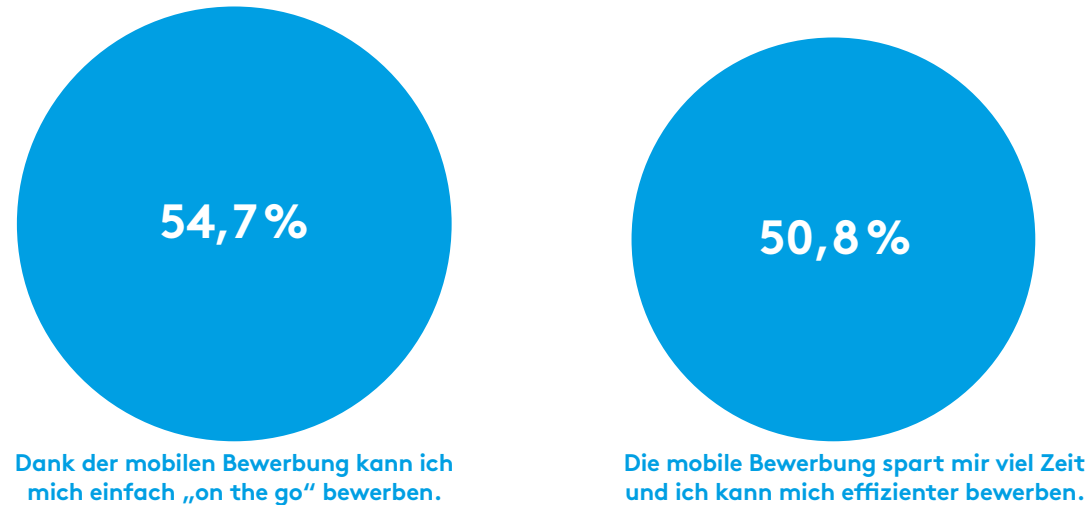 54,7 %
50,8 %
Dank der mobilen Bewerbung kann ich
mich einfach „on the go“ bewerben.
Die mobile Bewerbung spart mir viel Zeit
und ich kann mich effizienter bewerben.